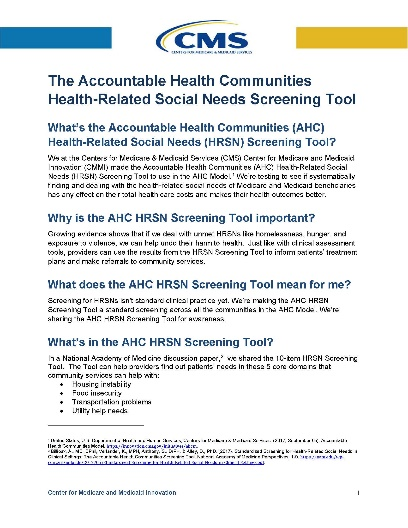 CMS
CENTERS FOR MEDICARE & MEDICAID SERVICES
The Accountable Health Communities
Health-Related Social Needs Screening Tool
What's the Accountable Health Communities (AHC)
Health-Related Social Needs (HRSN) Screening Tool?
We at the Centers for Medicare & Medicaid Services (CMS) Center for Medicare and Medicaid
Innovation (CMMI) made the Accountable Health Communities (AHC) Health-Related Social
Needs (HRSN) Screening Tool to use in the AHC Model.¹ We're testing to see if systematically
finding and dealing with the health-related social needs of Medicare and Medicaid beneficiaries
has any effect on their total health care costs and makes their health outcomes better.
Why is the AHC HRSN Screening Tool important?
Growing evidence shows that if we deal with unmet HRSNs like homelessness, hunger, and
exposure to violence, we can help undo their harm to health. Just like with clinical assessment
tools, providers can use the results from the HRSN Screening Tool to inform patients' treatment
plans and make referrals to community services.
What does the AHC HRSN Screening Tool mean for me?
Screening for HRSNs isn't standard clinical practice yet. We're making the AHC HRSN
Screening Tool a standard screening across all the communities in the AHC Model. We're
sharing the AHC HRSN Screening Tool for awareness.
What's in the AHC HRSN Screening Tool?
In a National Academy of Medicine discussion paper,² we shared the 10-item HRSN Screening
Tool. The Tool can help providers find out patients' needs in these 5 core domains that
community services can help with:
• Housing instability
• Food insecurity
• Transportation problems
• Utility help needs
Center for Medicare and Medicaid Innovation 1